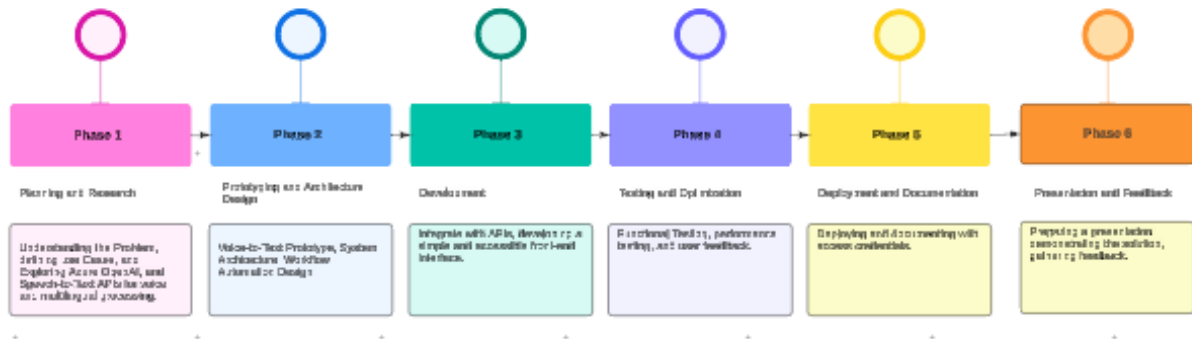 Phase 1
Phase 2
Phase 3
Phase 4
Phase 5
Phase 6
Planning and Research
Prototyping and Architecture
Design
Development
Testing and Optimization
Deployment and Documentation
Presentation and Feedback
Understanding the Problem,
defining use Cases, and
Exploring Azure OpenAI, and
Speech-to-Text APIs for voice
and multilingual processing.
Voice-to-Text Prototype, System
Architecture, Workflow
Automation Design
Integrate with APIs, developing a
simple and accessible front-end
interface.
Functional Testing, performance
testing, and user feedback.
Deploying and documenting with
access credentials.
Preparing a presentation
demonstrating the solution,
gathering feedback.